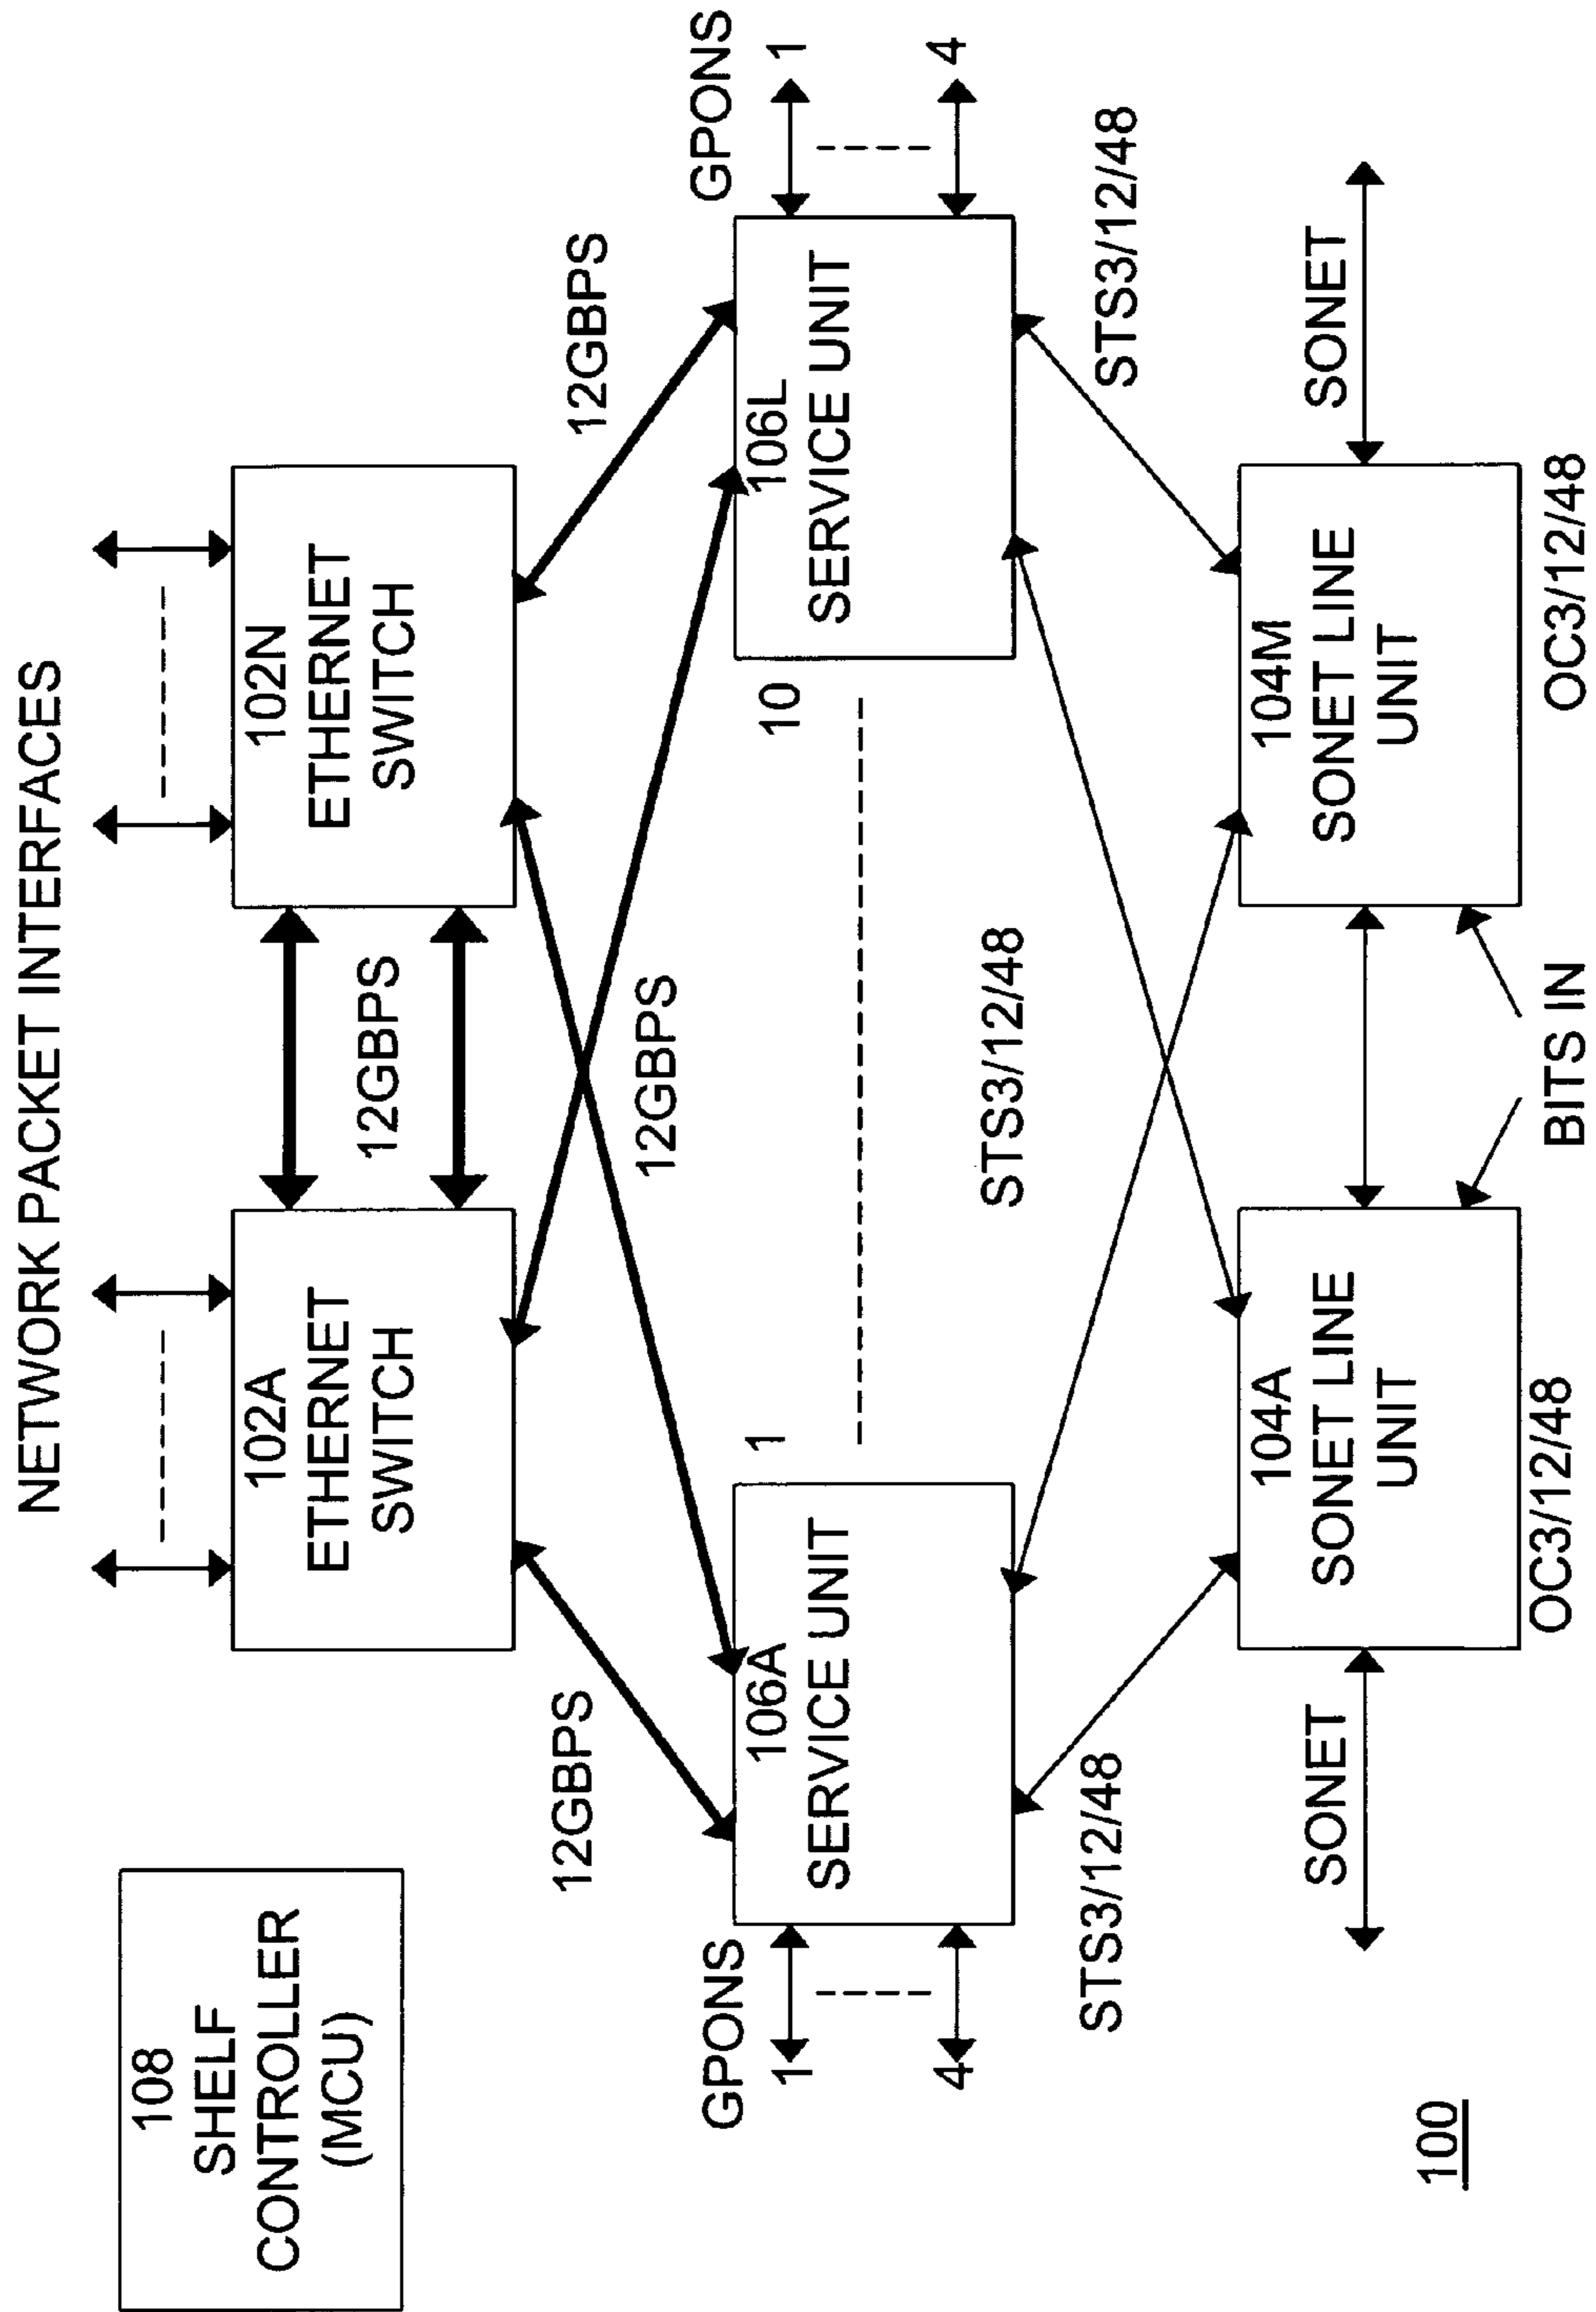 NETWORK PACKET INTERFACES
108
SHELF
CONTROLLER
(MCU)
102A
ETHERNET
SWITCH
12GBPS
102N
ETHERNET
SWITCH
12GBPS
12GBPS
12GBPS
GPONS
1
4
106A
SERVICE UNIT
1
10
106L
SERVICE UNIT
GPONS
1
4
STS3/12/48
STS3/12/48
STS3/12/48
SONET
104A
SONET LINE
UNIT
OC3/12/48
BITS IN
104M
SONET LINE
UNIT
OC3/12/48
SONET
100